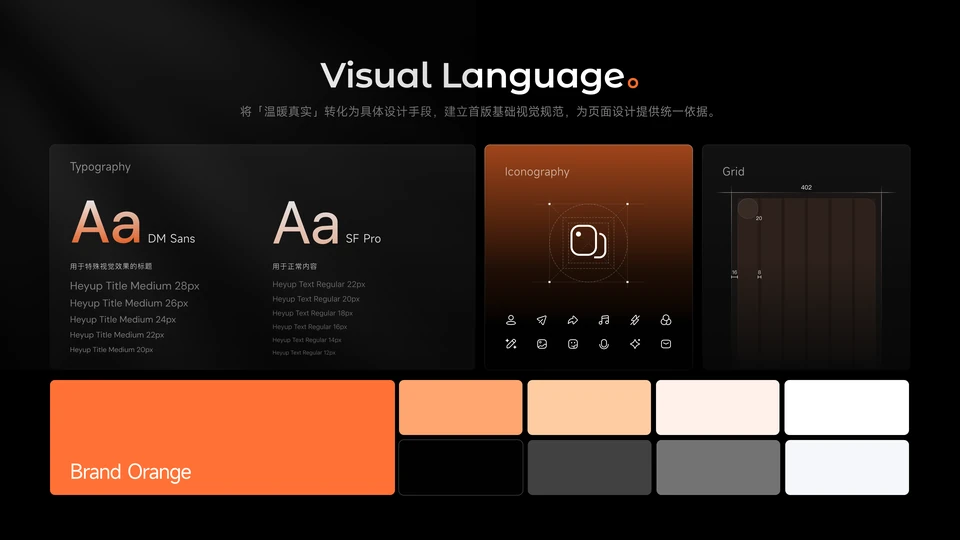 Visual Language
将「温暖真实」转化为具体设计手段，建立首版基础视觉规范，为页面设计提供统一依据。
Typography
Aa DM Sans
用于特殊视觉效果的标题
Heyup Title Medium 28px
Heyup Title Medium 26px
Heyup Title Medium 24px
Heyup Title Medium 22px
Heyup Title Medium 20px
Aa SF Pro
用于正常内容
Heyup Text Regular 22px
Heyup Text Regular 20px
Heyup Text Regular 18px
Heyup Text Regular 16px
Heyup Text Regular 14px
Heyup Text Regular 12px
Iconography
Grid
402
20
16
8
Brand Orange